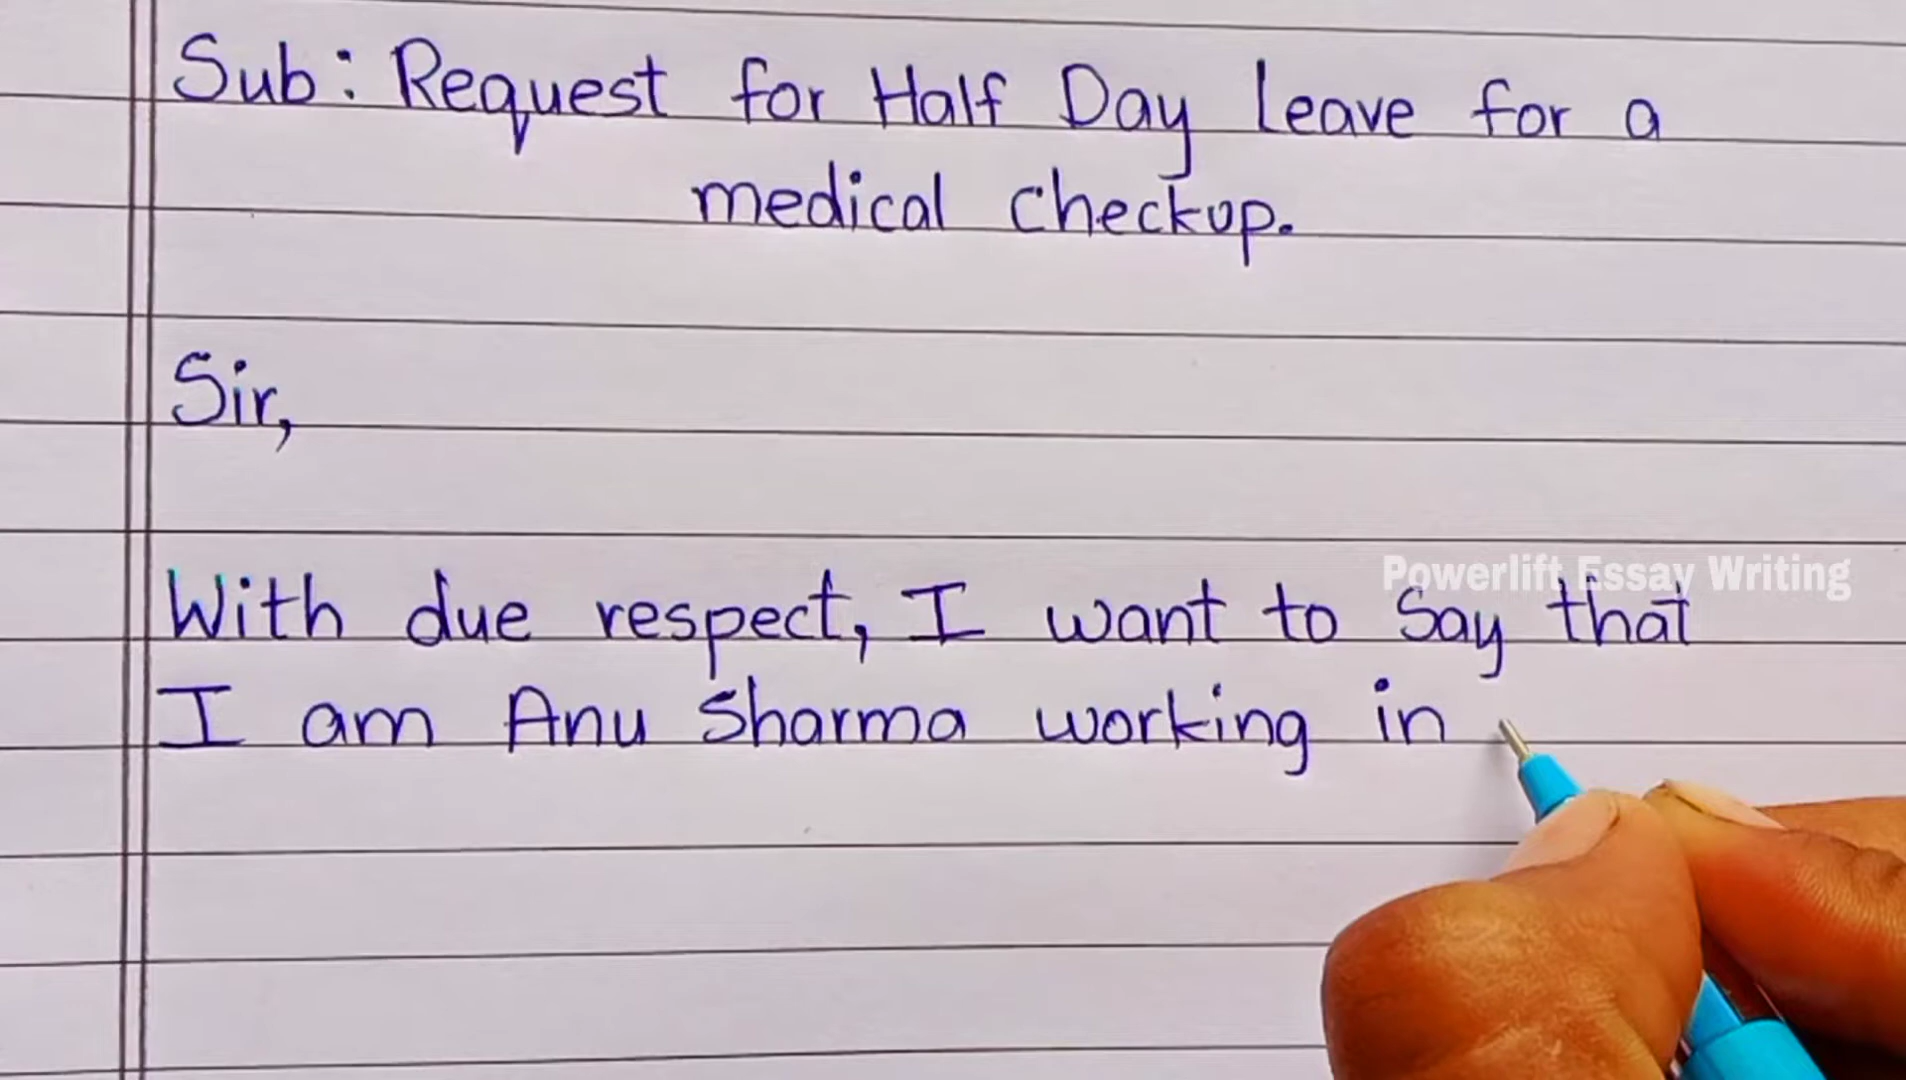 Sub: Request for Half Day leave for a
medical checkup.
Sir,
Powerlift Essay Writing
With due respect, I want to Say that
I am Anu Sharma working in